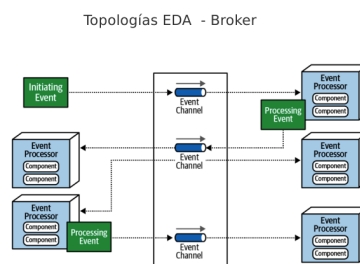 Topologías EDA - Broker
Initiating
Event
Event
Channel
Event
Processor
Component
Component
Processing
Event
Event
Processor
Component
Component
Event
Channel
Event
Processor
Component
Component
Event
Processor
Component
Component
Processing
Event
Event
Channel
Event
Processor
Component
Component